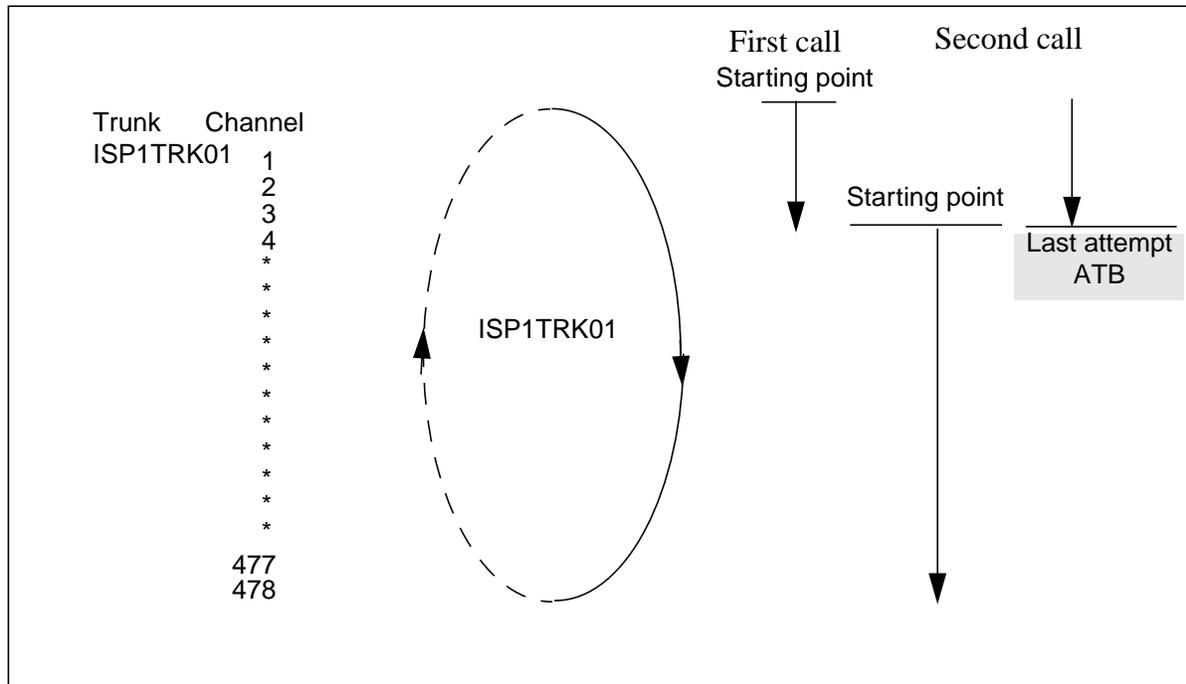 First call Second call
Starting point
Trunk Channel
ISP1TRK01 1
2
3
4
*
*
*
*
*
*
*
*
*
*
*
477
478
ISP1TRK01
Starting point
Last attempt
ATB